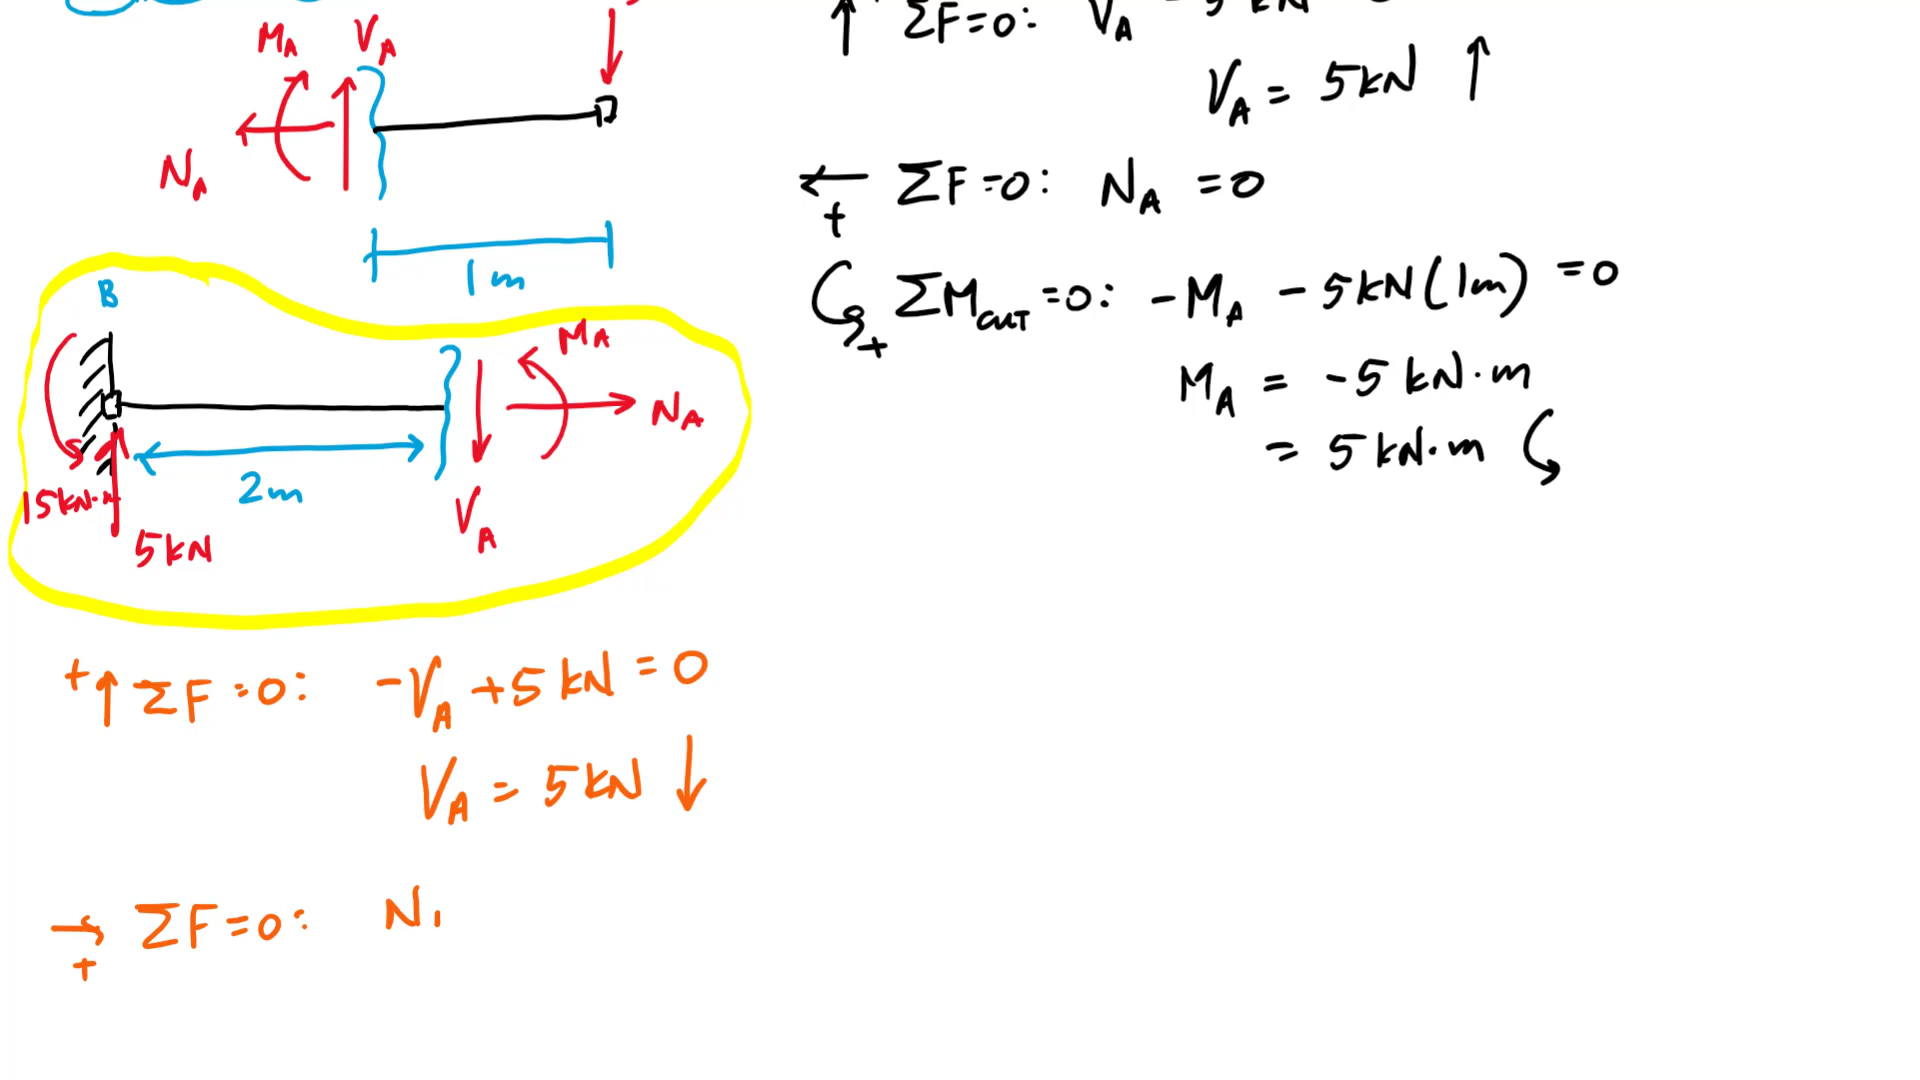 M_A V_A
N_A
1m
B
M_A
N_A
2m
15kN·m
5kN
V_A
+↑ ΣF=0: -V_A +5kN =0
V_A = 5kN ↓
→+ ΣF=0: N
↑ ΣF=0: V_A - 5 kN
V_A = 5kN ↑
←+ ΣF=0: N_A =0
ΣM_CUT=0: -M_A - 5kN(1m) =0
+
M_A = -5 kN·m
= 5 kN·m